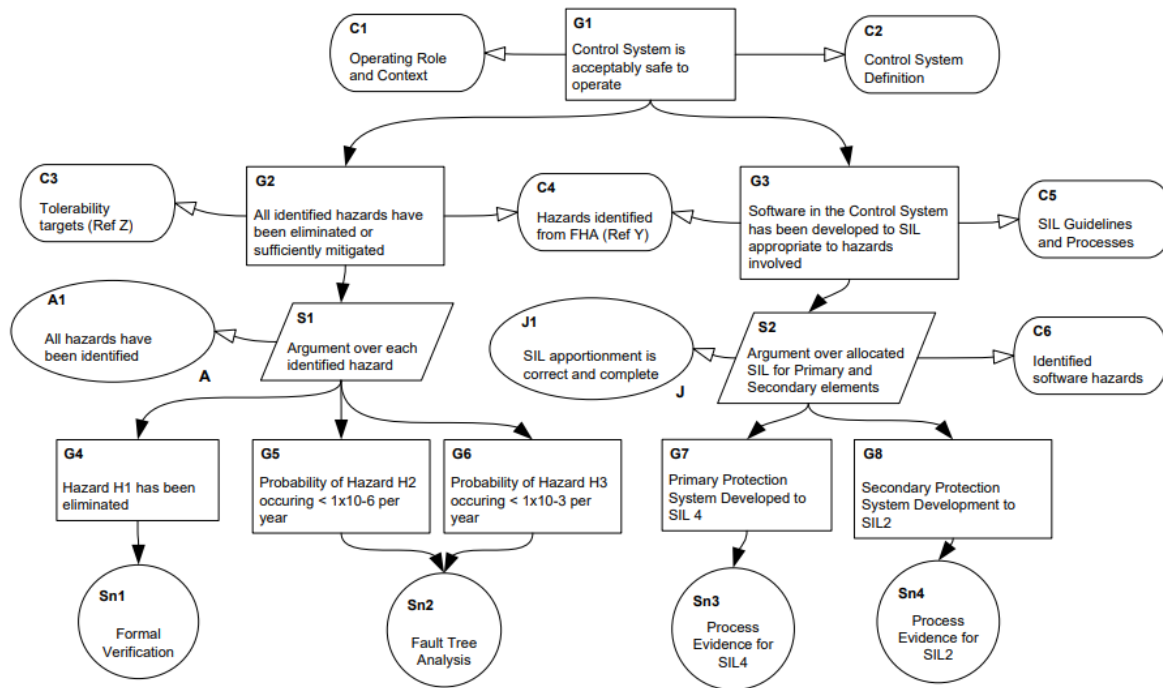 C1
Operating Role
and Context
G1
Control System is
acceptably safe to
operate
C2
Control System
Definition
C3
Tolerability
targets (Ref Z)
G2
All identified hazards have
been eliminated or
sufficiently mitigated
C4
Hazards identified
from FHA (Ref Y)
G3
Software in the Control System
has been developed to SIL
appropriate to hazards
involved
C5
SIL Guidelines
and Processes
A1
All hazards have
been identified
A
S1
Argument over each
identified hazard
J1
SIL apportionment is
correct and complete
J
S2
Argument over allocated
SIL for Primary and
Secondary elements
C6
Identified
software hazards
G4
Hazard H1 has been
eliminated
G5
Probability of Hazard H2
occuring < 1x10-6 per
year
G6
Probability of Hazard H3
occuring < 1x10-3 per
year
G7
Primary Protection
System Developed to
SIL 4
G8
Secondary Protection
System Development to
SIL2
Sn1
Formal
Verification
Sn2
Fault Tree
Analysis
Sn3
Process
Evidence for
SIL4
Sn4
Process
Evidence for
SIL2